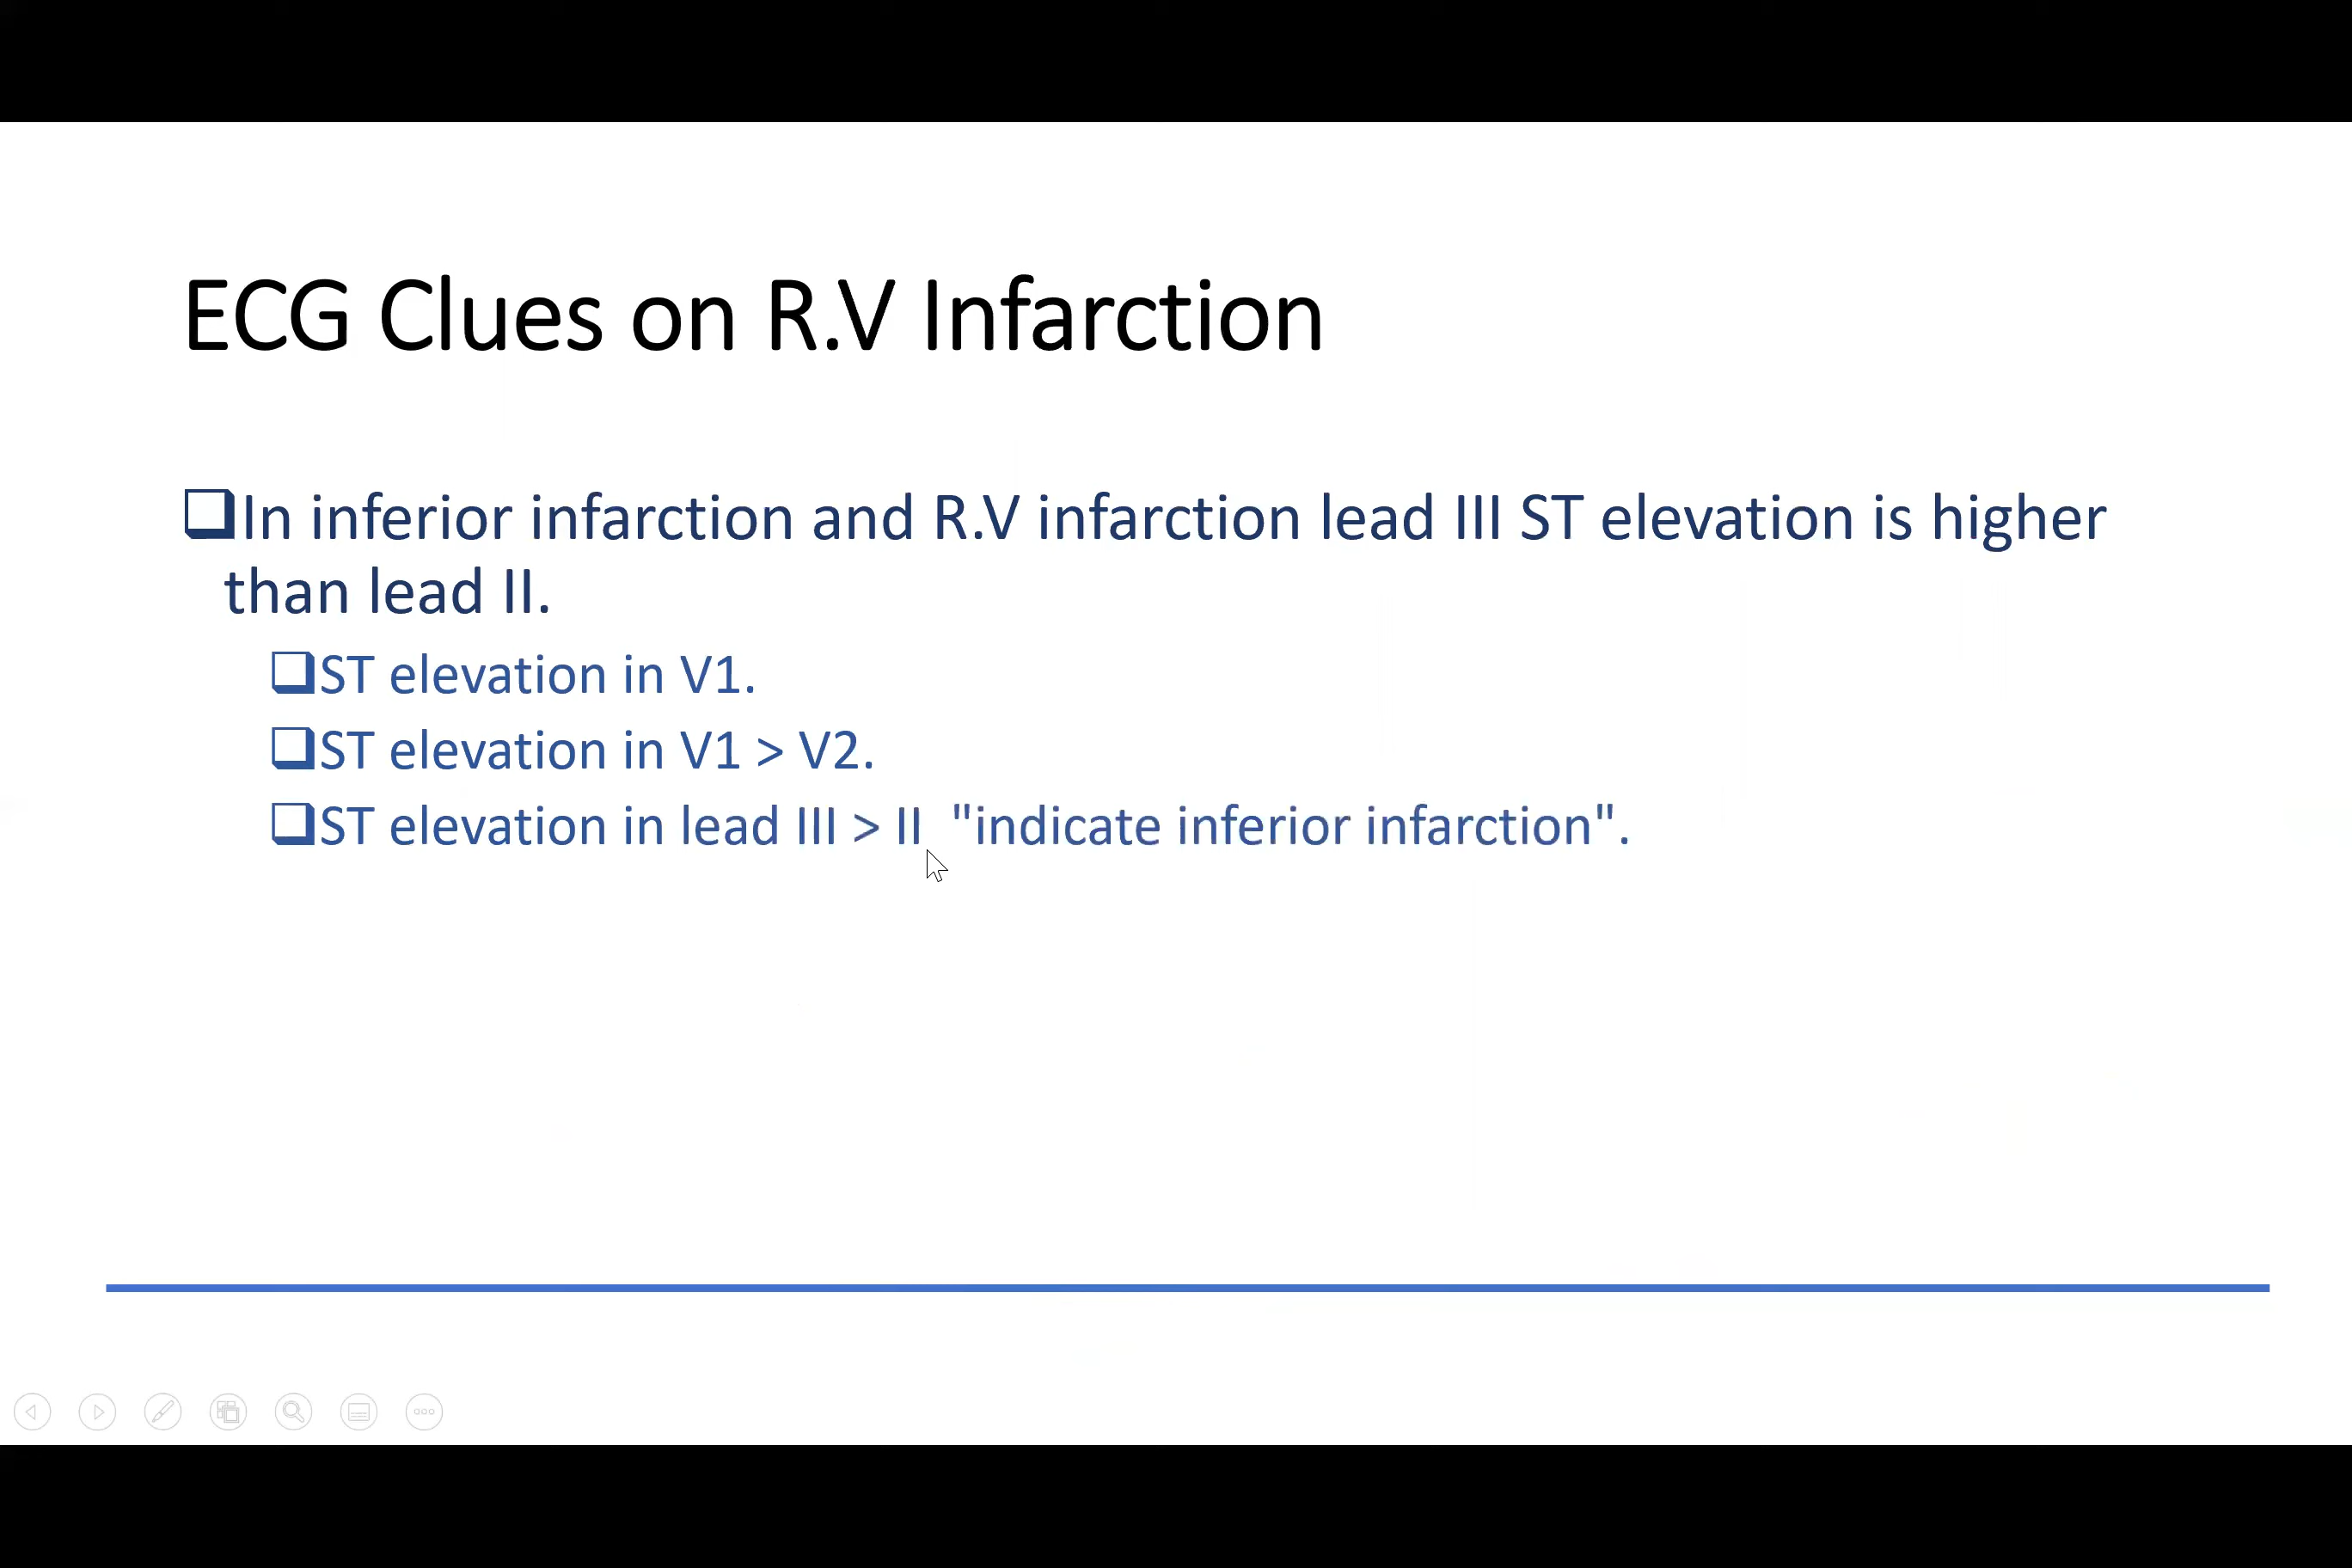 ECG Clues on R.V Infarction
In inferior infarction and R.V infarction lead III ST elevation is higher
than lead II.
ST elevation in V1.
ST elevation in V1 > V2.
ST elevation in lead III > II "indicate inferior infarction".